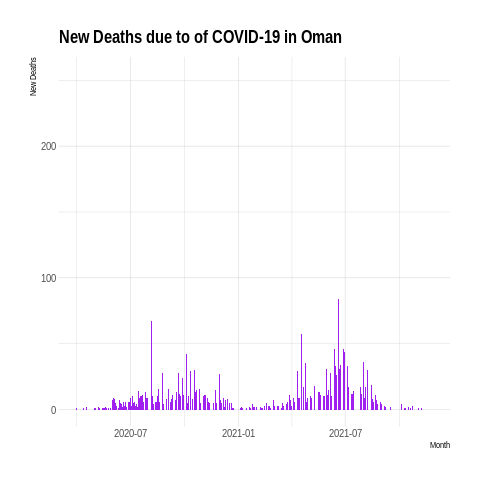 New Deaths due to of COVID-19 in Oman
New Deaths
200
100
0
2020-07
2021-01
2021-07
Month